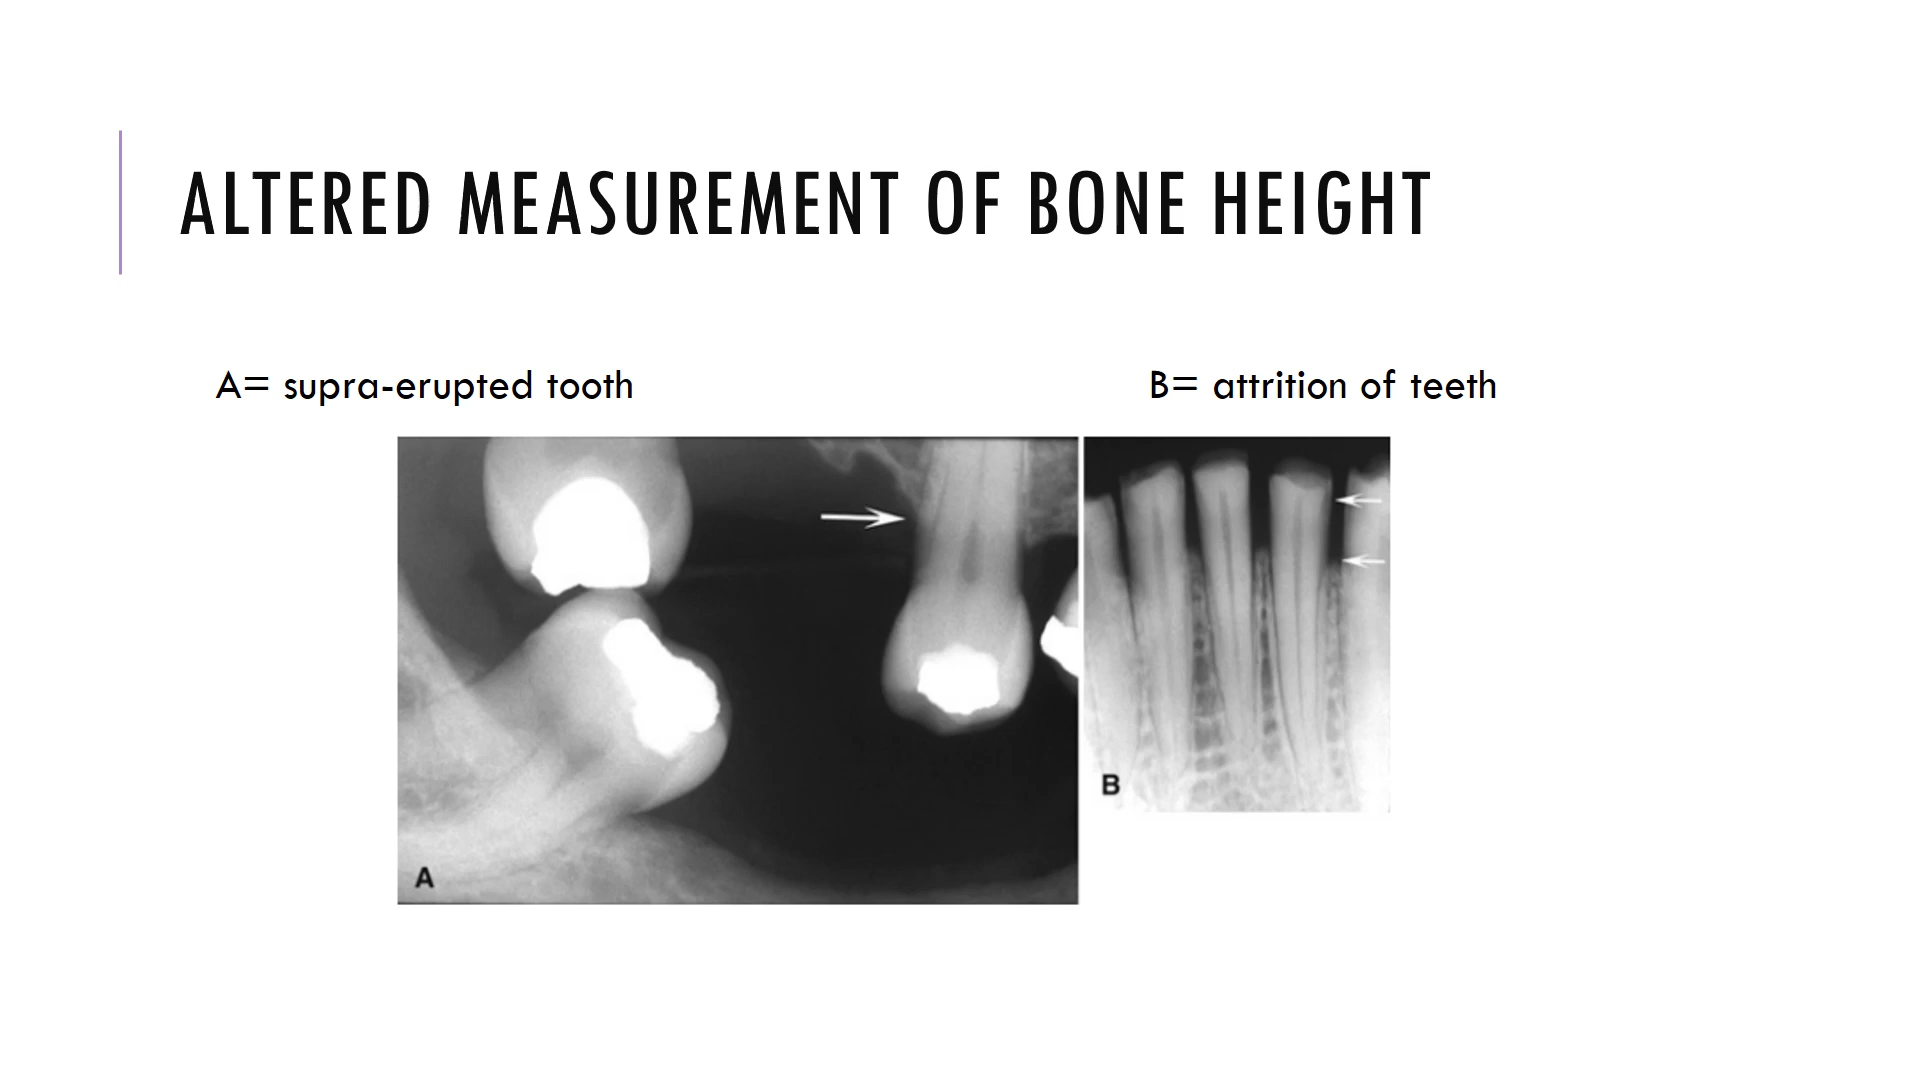 ALTERED MEASUREMENT OF BONE HEIGHT
A= supra-erupted tooth
B= attrition of teeth
A
B